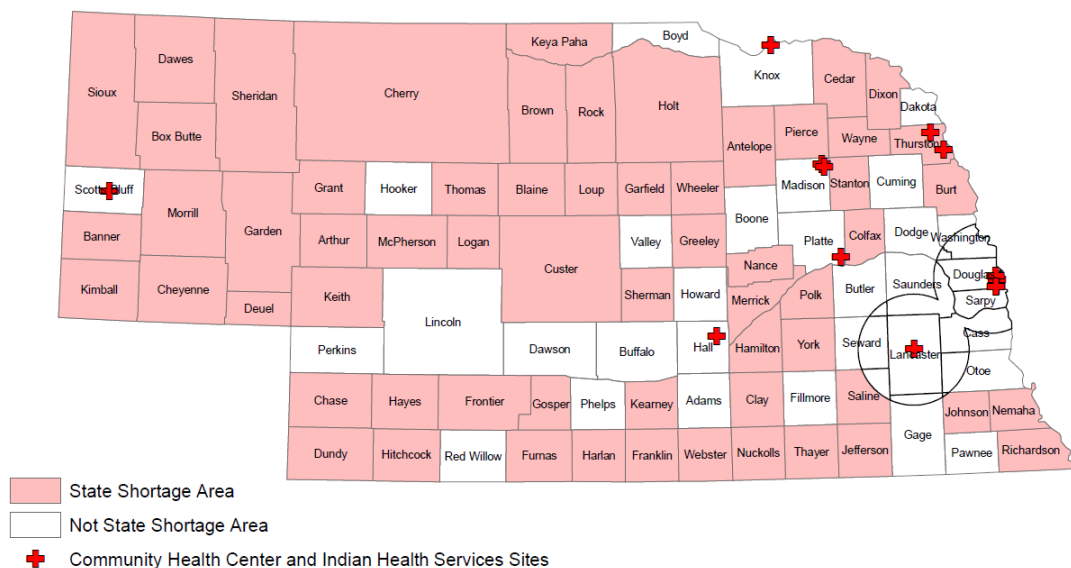 Boyd
Keya Paha
Knox
Dawes
Sioux
Sheridan
Cherry
Cedar
Dixon
Dakota
Brown
Rock
Holt
Box Butte
Antelope
Pierce
Wayne
Thurston
Scotts Bluff
Grant
Hooker
Thomas
Blaine
Loup
Garfield
Wheeler
Madison
Stanton
Cuming
Burt
Morrill
Garden
Boone
Banner
Arthur
McPherson
Logan
Valley
Greeley
Platte
Colfax
Dodge
Washington
Custer
Nance
Douglas
Kimball
Cheyenne
Keith
Sherman
Howard
Merrick
Polk
Butler
Saunders
Sarpy
Deuel
Lincoln
Perkins
Dawson
Buffalo
Hall
Hamilton
York
Seward
Lancaster
Cass
Otoe
Chase
Hayes
Frontier
Gosper
Phelps
Kearney
Adams
Clay
Fillmore
Saline
Johnson
Nemaha
Gage
Dundy
Hitchcock
Red Willow
Furnas
Harlan
Franklin
Webster
Nuckolls
Thayer
Jefferson
Pawnee
Richardson
State Shortage Area
Not State Shortage Area
Community Health Center and Indian Health Services Sites